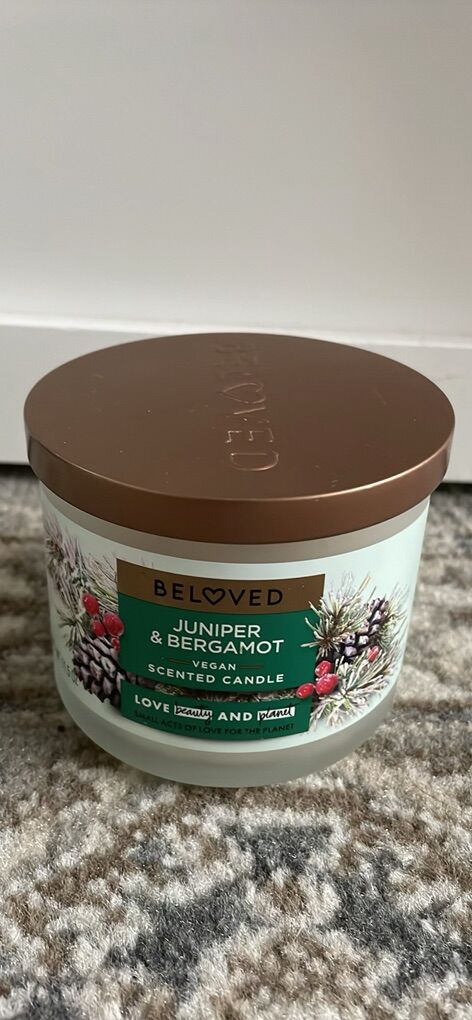 BELOVED
BELOVED
JUNIPER
& BERGAMOT
VEGAN
SCENTED CANDLE
LOVE beauty AND planet
SMALL ACTS OF LOVE FOR THE PLANET